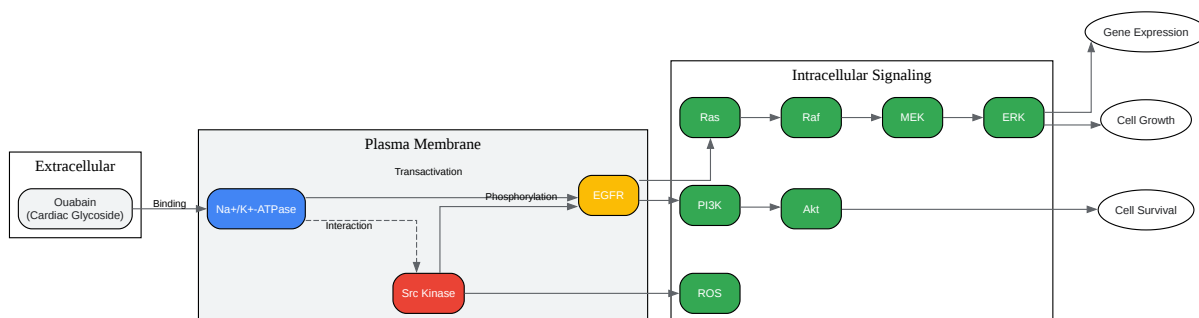 Extracellular
Ouabain
(Cardiac Glycoside)
Binding
Plasma Membrane
Na+/K+-ATPase
Transactivation
Phosphorylation
Interaction
EGFR
Src Kinase
Intracellular Signaling
Ras
Raf
MEK
ERK
PI3K
Akt
ROS
Gene Expression
Cell Growth
Cell Survival